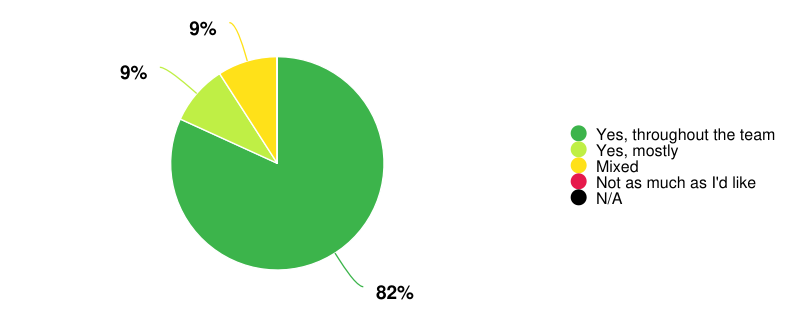 9%
9%
82%
Yes, throughout the team
Yes, mostly
Mixed
Not as much as I'd like
N/A